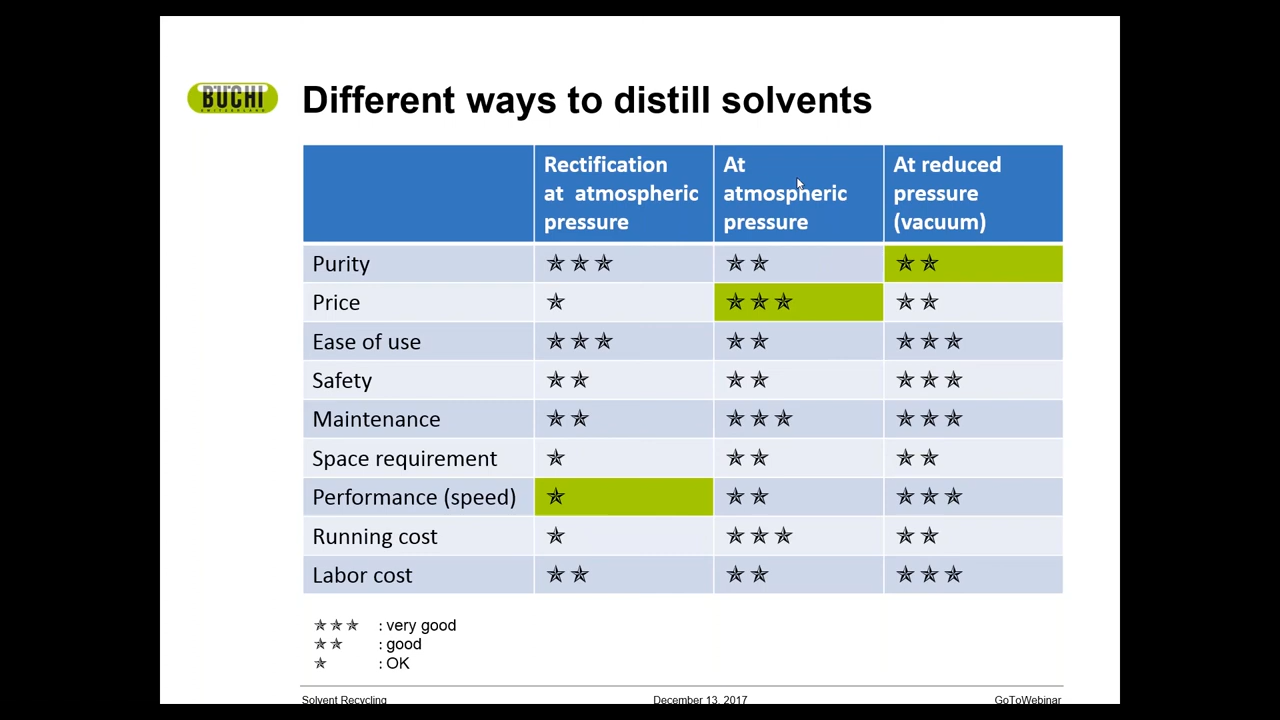 BUCHI
SWITZERLAND
Different ways to distill solvents
Rectification at atmospheric pressure
At atmospheric pressure
At reduced pressure (vacuum)
Purity ✯✯✯ ✯✯ ✯✯
Price ✯ ✯✯✯ ✯✯
Ease of use ✯✯✯ ✯✯ ✯✯✯
Safety ✯✯ ✯✯ ✯✯✯
Maintenance ✯✯ ✯✯✯ ✯✯✯
Space requirement ✯ ✯✯ ✯✯
Performance (speed) ✯ ✯✯ ✯✯✯
Running cost ✯ ✯✯✯ ✯✯
Labor cost ✯✯ ✯✯ ✯✯✯
✯✯✯ : very good
✯✯ : good
✯ : OK
Solvent Recycling December 13, 2017 GoToWebinar